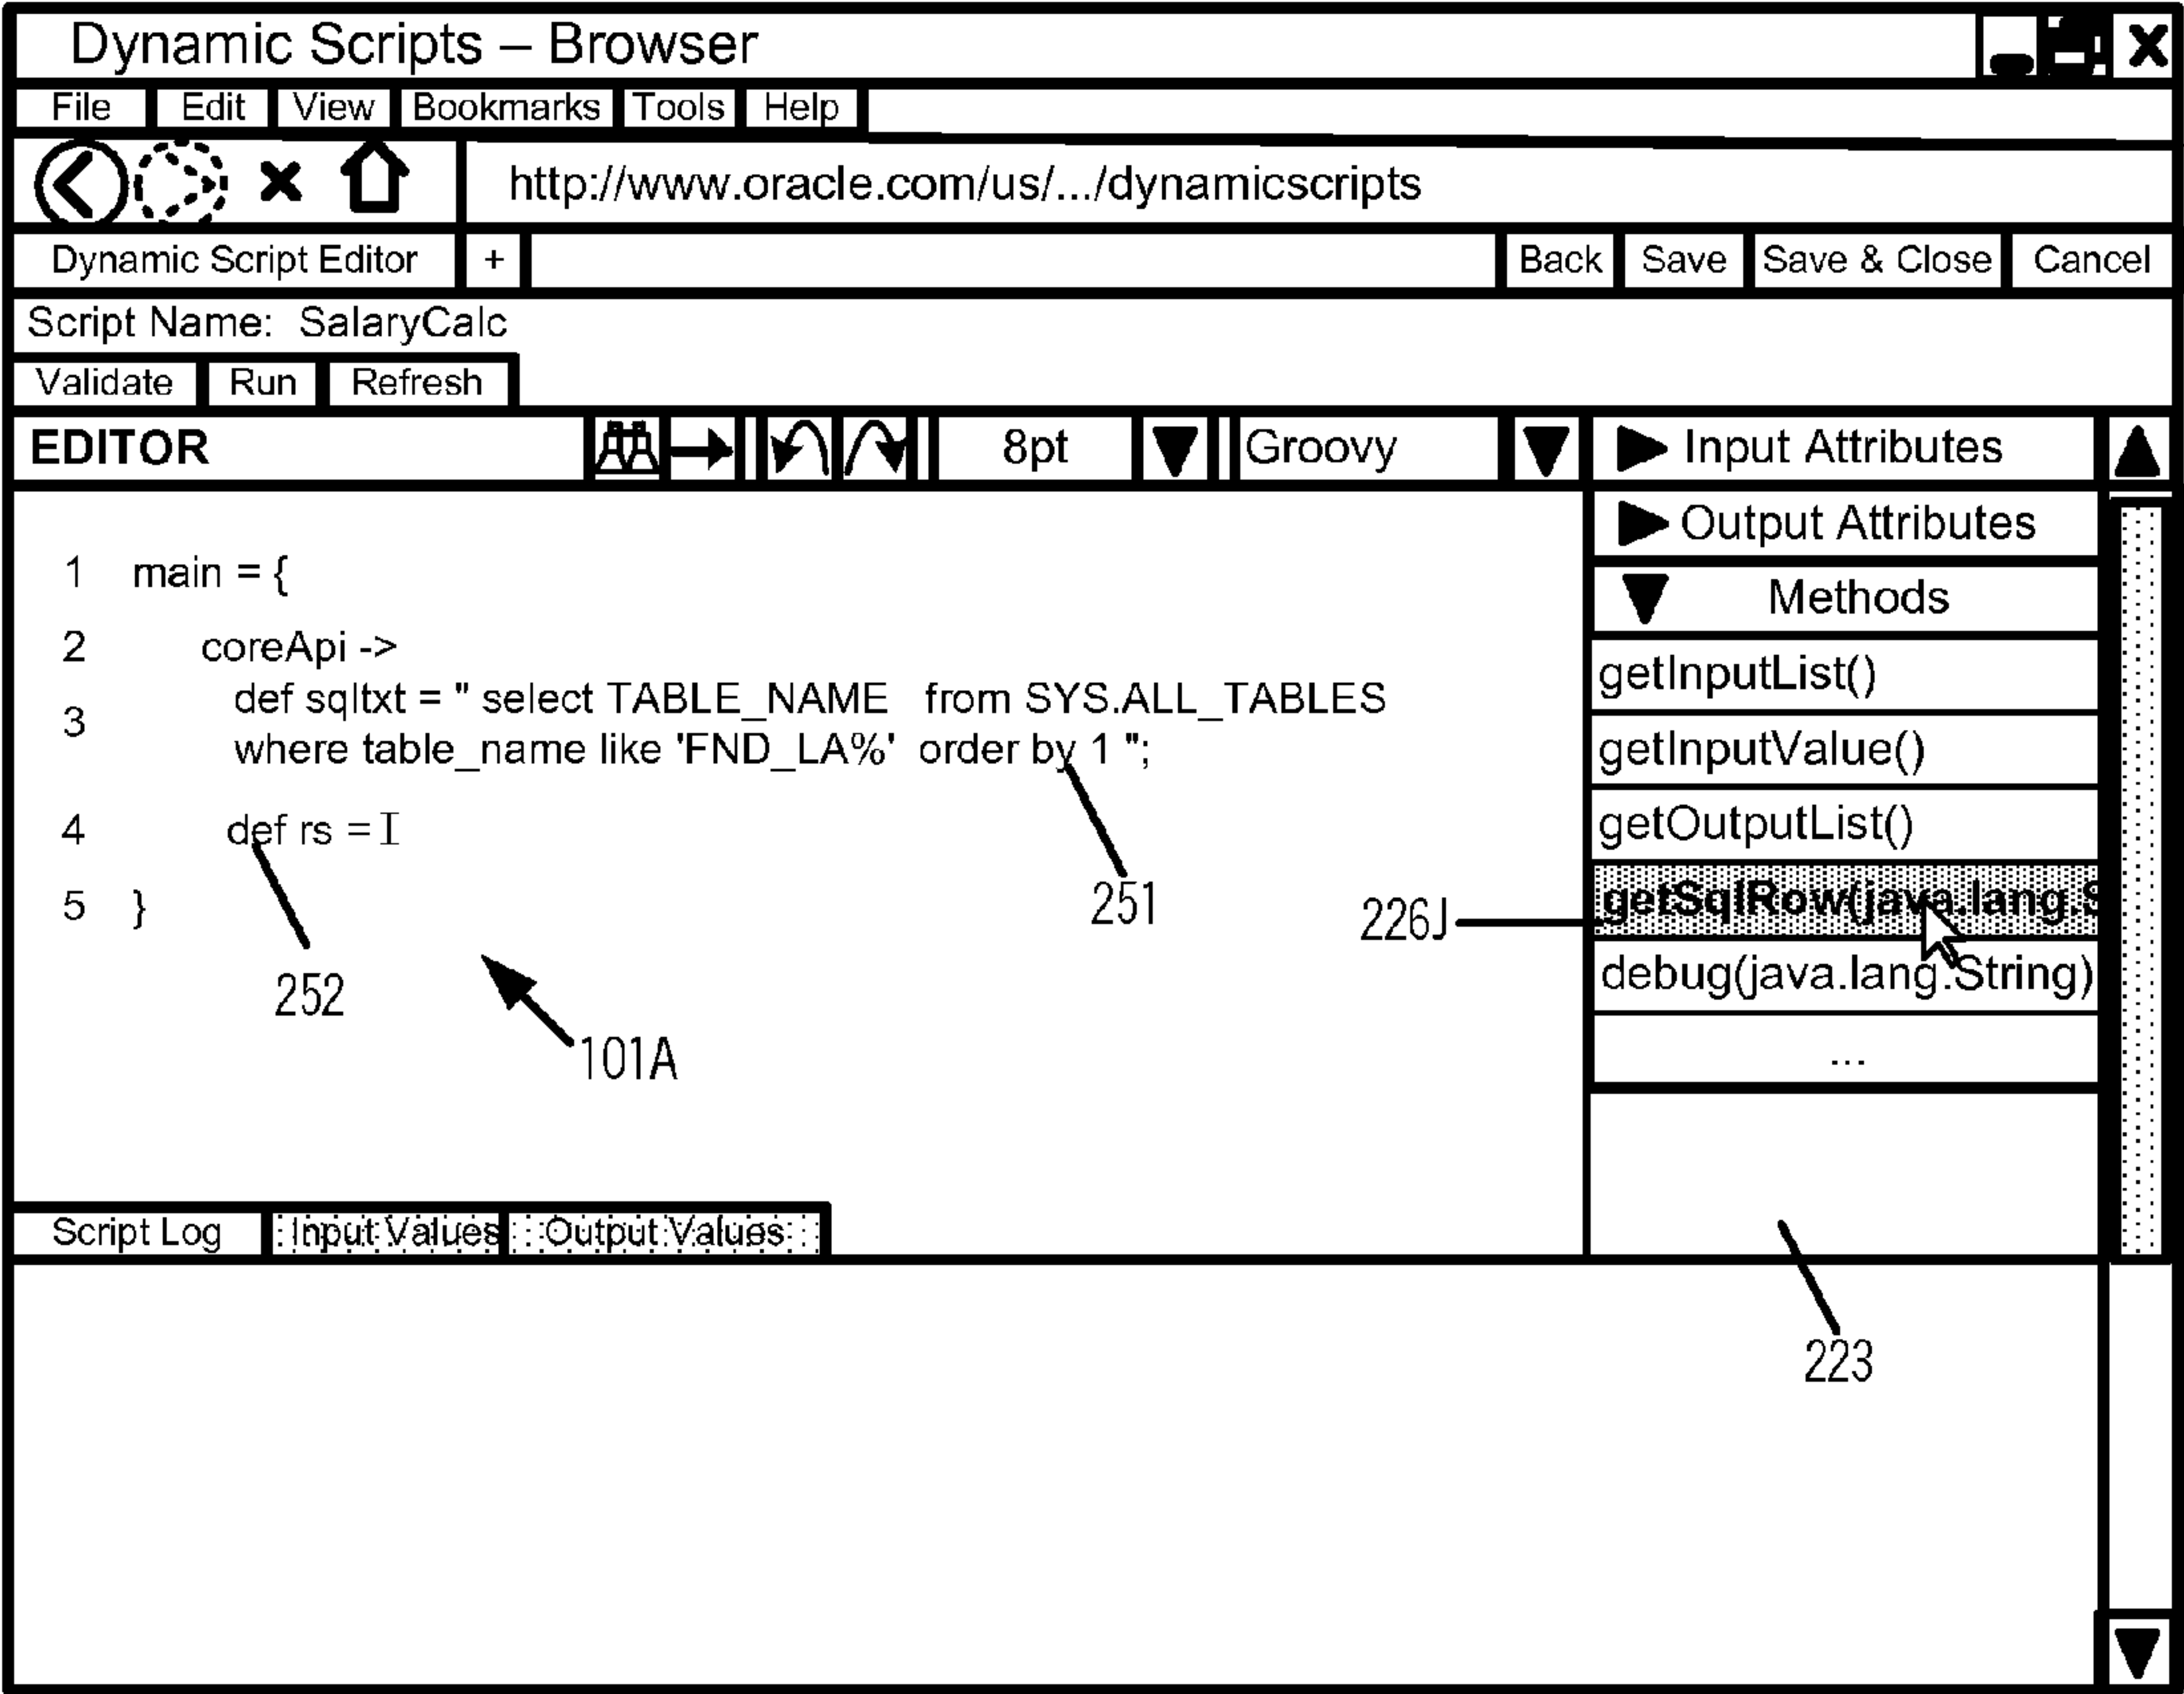 Dynamic Scripts – Browser
File Edit View Bookmarks Tools Help
http://www.oracle.com/us/.../dynamicscripts
Dynamic Script Editor + Back Save Save & Close Cancel
Script Name: SalaryCalc
Validate Run Refresh
EDITOR 8pt Groovy Input Attributes
Output Attributes
Methods
getInputList()
getInputValue()
getOutputList()
getSqlRow(java.lang.S
debug(java.lang.String)
...
1 main = {
2 coreApi ->
3 def sqltxt = " select TABLE_NAME from SYS.ALL_TABLES
where table_name like 'FND_LA%' order by 1 ";
4 def rs =
5 }
251
226J
252
101A
Script Log Input Values Output Values
223